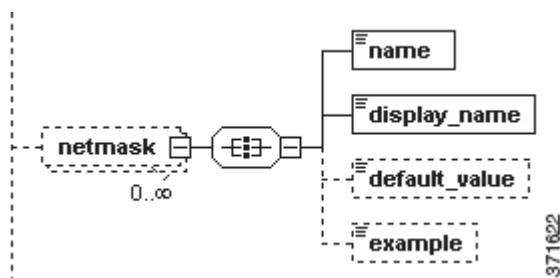 name
display_name
netmask
0..∞
default_value
example
371622